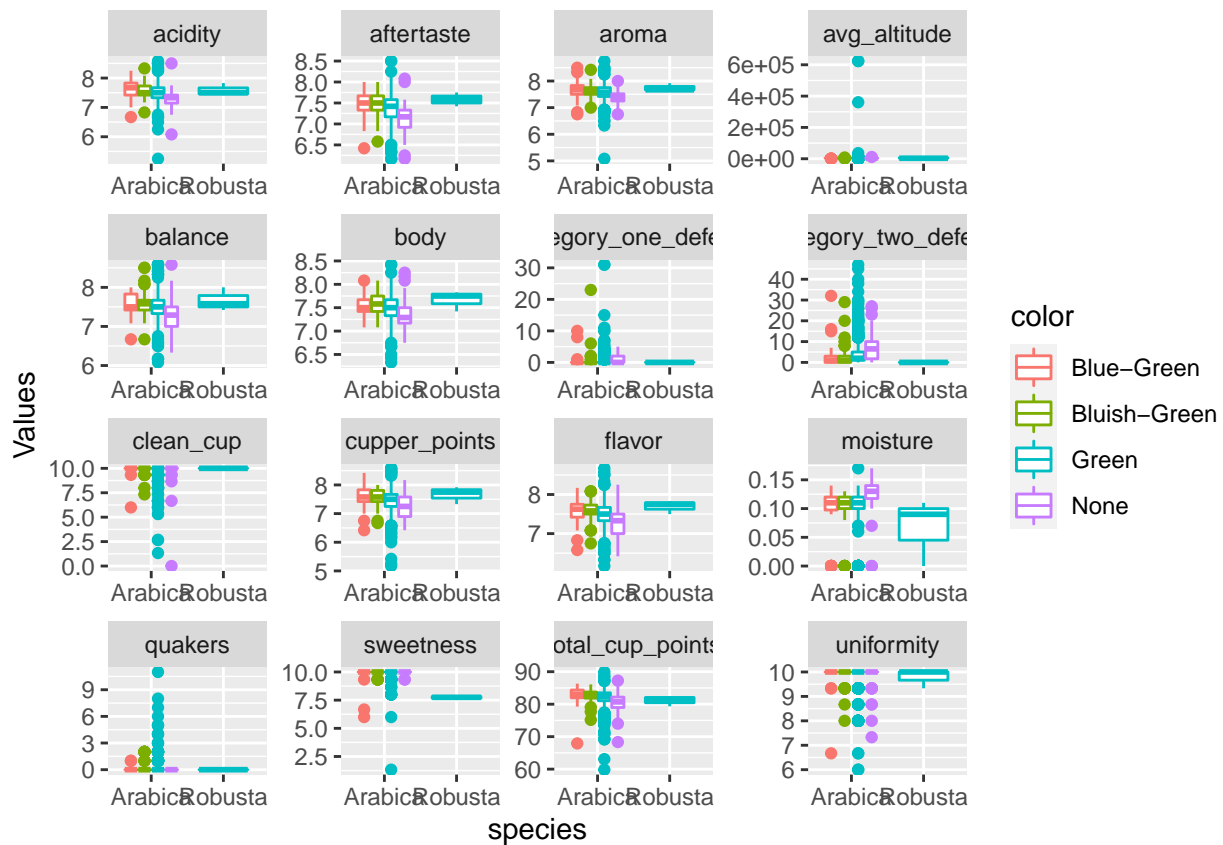 acidity
aftertaste
aroma
avg_altitude
8
7
6
8.5
8.0
7.5
7.0
6.5
8
7
6
5
6e+05
4e+05
2e+05
0e+00
Arabica Robusta
Arabica Robusta
Arabica Robusta
Arabica Robusta
balance
body
egory_one_defe
egory_two_defe
8
7
6
8.5
8.0
7.5
7.0
6.5
30
20
10
0
40
30
20
10
0
Arabica Robusta
Arabica Robusta
Arabica Robusta
Arabica Robusta
clean_cup
cupper_points
flavor
moisture
10.0
7.5
5.0
2.5
0.0
8
7
6
5
8
7
0.15
0.10
0.05
0.00
Arabica Robusta
Arabica Robusta
Arabica Robusta
Arabica Robusta
quakers
sweetness
otal_cup_points
uniformity
9
6
3
0
10.0
7.5
5.0
2.5
90
80
70
60
10
9
8
7
6
Arabica Robusta
Arabica Robusta
Arabica Robusta
Arabica Robusta
species
Values
color
Blue−Green
Bluish−Green
Green
None